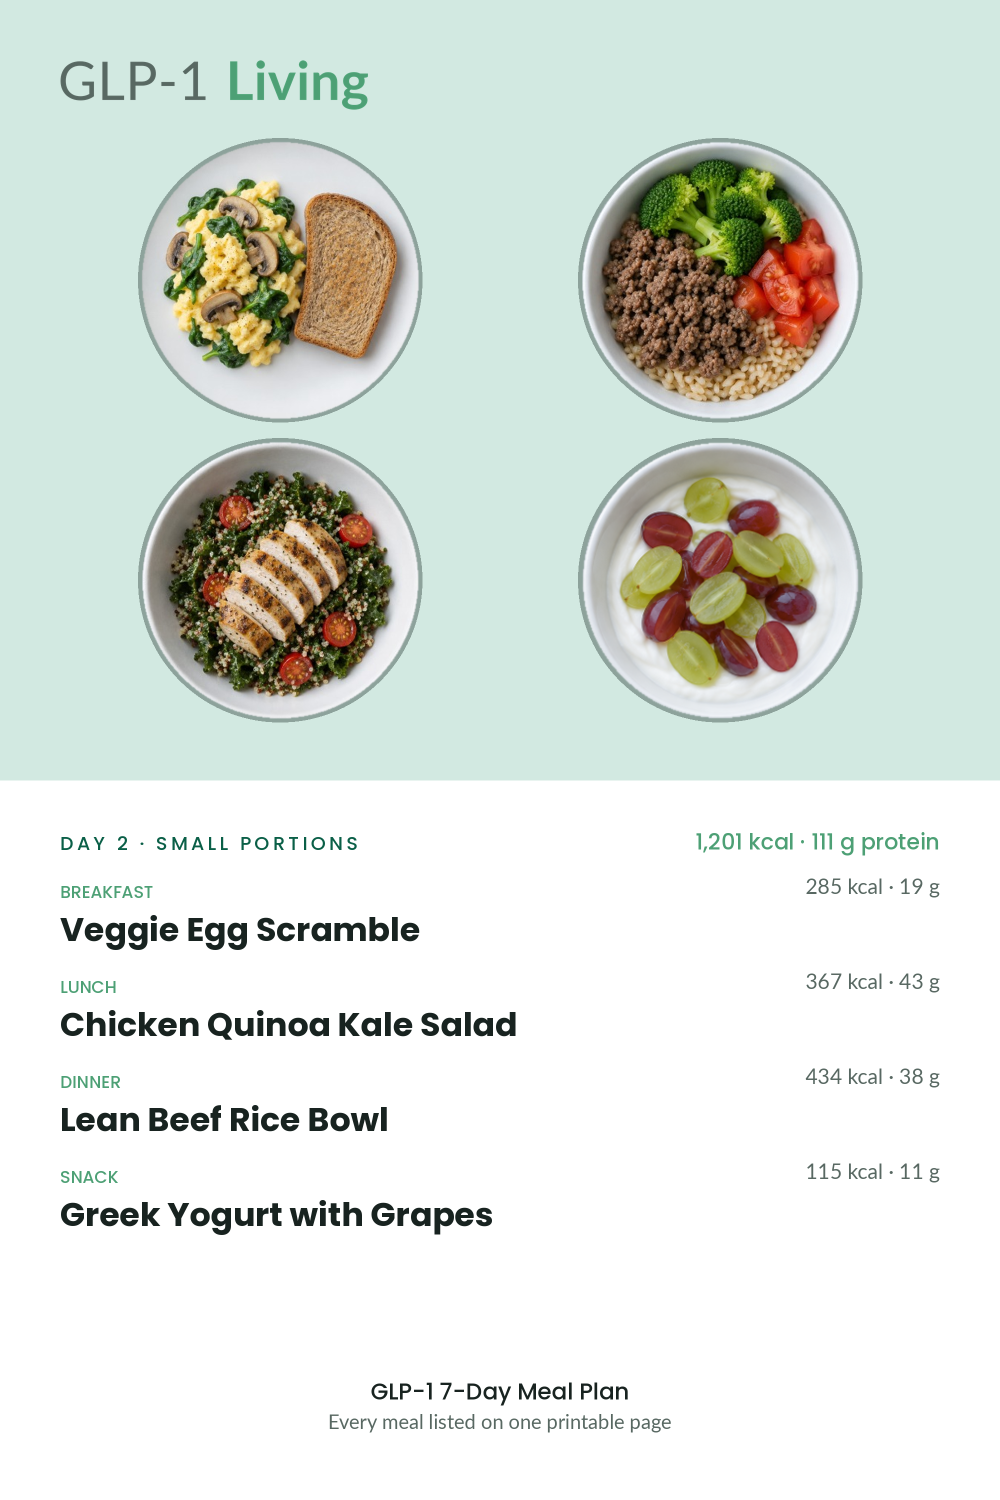 GLP-1 Living
DAY 2 · SMALL PORTIONS
1,201 kcal · 111 g protein
BREAKFAST
285 kcal · 19 g
Veggie Egg Scramble
LUNCH
367 kcal · 43 g
Chicken Quinoa Kale Salad
DINNER
434 kcal · 38 g
Lean Beef Rice Bowl
SNACK
115 kcal · 11 g
Greek Yogurt with Grapes
GLP-1 7-Day Meal Plan
Every meal listed on one printable page